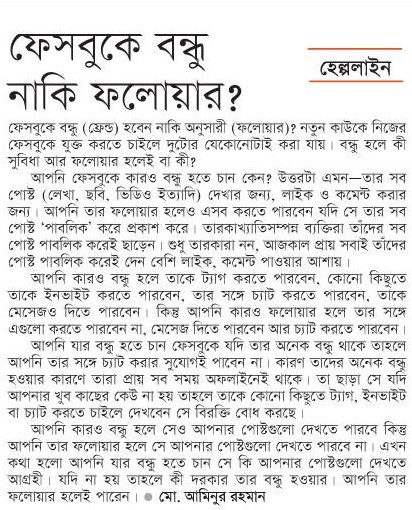 ফেসবুকে বন্ধু
নাকি ফলোয়ার?
হেল্পলাইন
ফেসবুকে বন্ধু (ফ্রেন্ড) হবেন নাকি অনুসারী (ফলোয়ার)? নতুন কাউকে নিজের
ফেসবুকে যুক্ত করতে চাইলে দুটোর যেকোনোটাই করা যায়। বন্ধু হলে কী
সুবিধা আর ফলোয়ার হলেই বা কী?
আপনি ফেসবুকে কারও বন্ধু হতে চান কেন? উত্তরটা এমন—তার সব
পোস্ট (লেখা, ছবি, ভিডিও ইত্যাদি) দেখার জন্য, লাইক ও কমেন্ট করার
জন্য। আপনি তার ফলোয়ার হলেও এসব করতে পারবেন যদি সে তার সব
পোস্ট ‘পাবলিক’ করে প্রকাশ করে। তারকাখ্যাতিসম্পন্ন ব্যক্তিরা তাঁদের সব
পোস্ট পাবলিক করেই ছাড়েন। শুধু তারকারা নন, আজকাল প্রায় সবাই তাঁদের
পোস্ট পাবলিক করেই দেন বেশি লাইক, কমেন্ট পাওয়ার আশায়।
আপনি কারও বন্ধু হলে তাকে ট্যাগ করতে পারবেন, কোনো কিছুতে
তাকে ইনভাইট করতে পারবেন, তার সঙ্গে চ্যাট করতে পারবেন, তাকে
মেসেজও দিতে পারবেন। কিন্তু আপনি কারও ফলোয়ার হলে তার সঙ্গে
এগুলো করতে পারবেন না, মেসেজ দিতে পারবেন আর চ্যাট করতে পারবেন।
আপনি যার বন্ধু হতে চান ফেসবুকে যদি তার অনেক বন্ধু থাকে তাহলে
আপনি তার সঙ্গে চ্যাট করার সুযোগই পাবেন না। কারণ তাদের অনেক বন্ধু
হওয়ার কারণে তারা প্রায় সব সময় অফলাইনেই থাকে। তা ছাড়া সে যদি
আপনার খুব কাছের কেউ না হয় তাহলে তাকে কোনো কিছুতে ট্যাগ, ইনভাইট
বা চ্যাট করতে চাইলে দেখবেন সে বিরক্তি বোধ করছে।
আপনি কারও বন্ধু হলে সেও আপনার পোস্টগুলো দেখতে পারবে কিন্তু
আপনি তার ফলোয়ার হলে সে আপনার পোস্টগুলো দেখতে পারবে না। এখন
কথা হলো আপনি যার বন্ধু হতে চান সে কি আপনার পোস্টগুলো দেখতে
আগ্রহী। যদি না হয় তাহলে কী দরকার তার বন্ধু হওয়ার। আপনি তার
ফলোয়ার হলেই পারেন। ● মো. আমিনুর রহমান